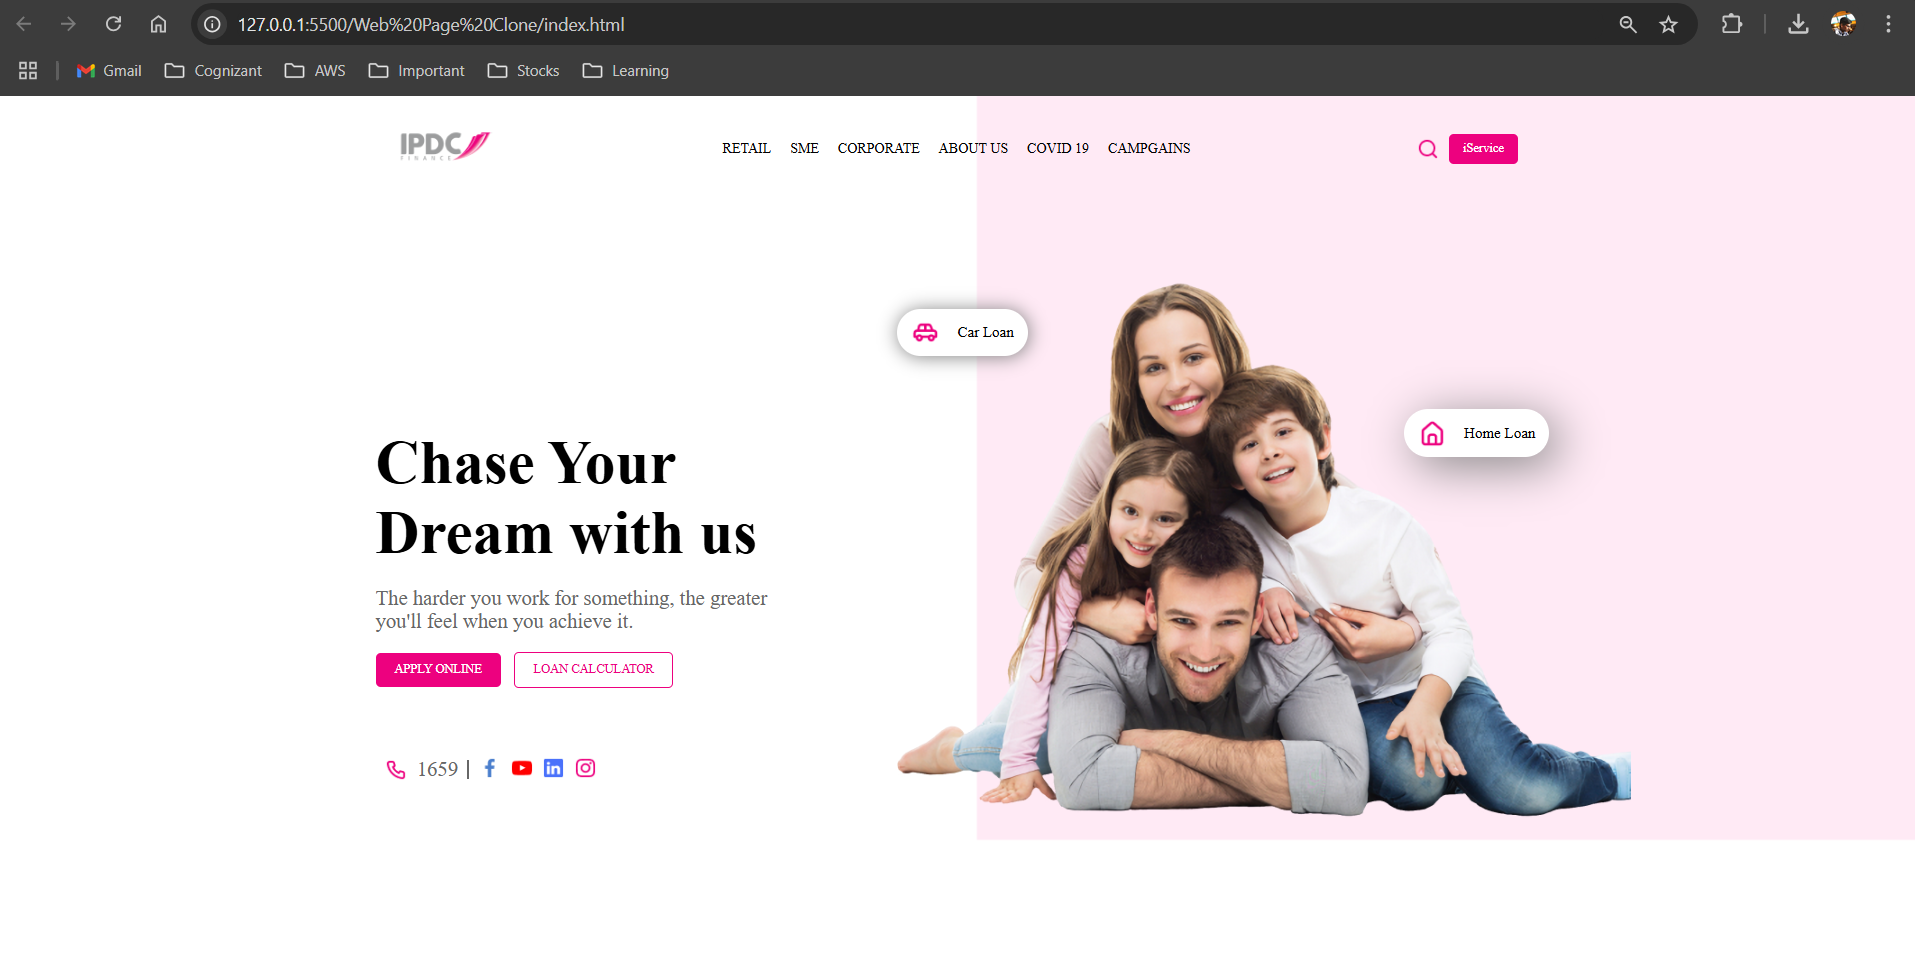 127.0.0.1:5500/Web%20Page%20Clone/index.html
Gmail Cognizant AWS Important Stocks Learning
IPDC
FINANCE
RETAIL SME CORPORATE ABOUT US COVID 19 CAMPGAINS
iService
Car Loan
Home Loan
Chase Your
Dream with us
The harder you work for something, the greater
you'll feel when you achieve it.
APPLY ONLINE LOAN CALCULATOR
1659 |